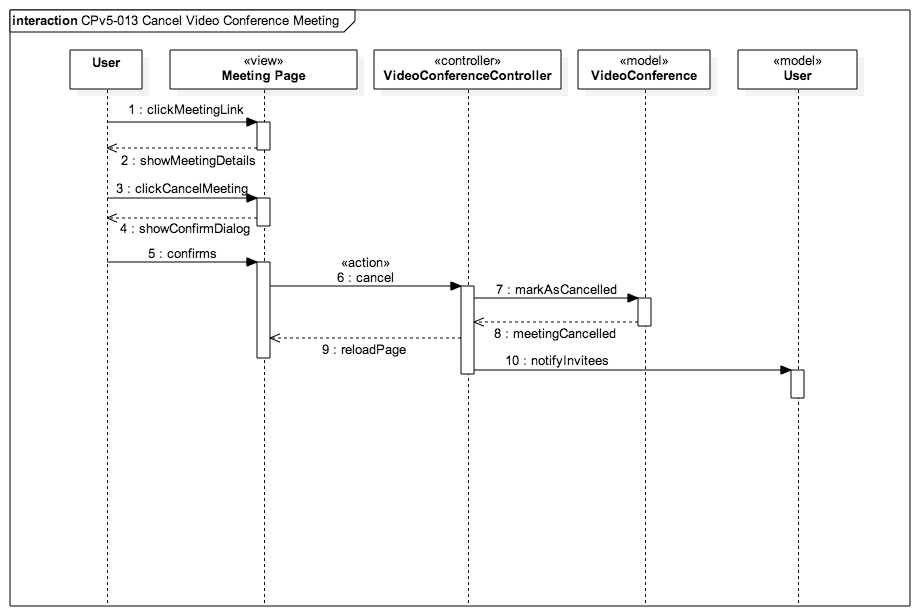 interaction CPv5-013 Cancel Video Conference Meeting
User
«view»
Meeting Page
«controller»
VideoConferenceController
«model»
VideoConference
«model»
User
1 : clickMeetingLink
2 : showMeetingDetails
3 : clickCancelMeeting
4 : showConfirmDialog
5 : confirms
«action»
6 : cancel
7 : markAsCancelled
8 : meetingCancelled
9 : reloadPage
10 : notifyInvitees